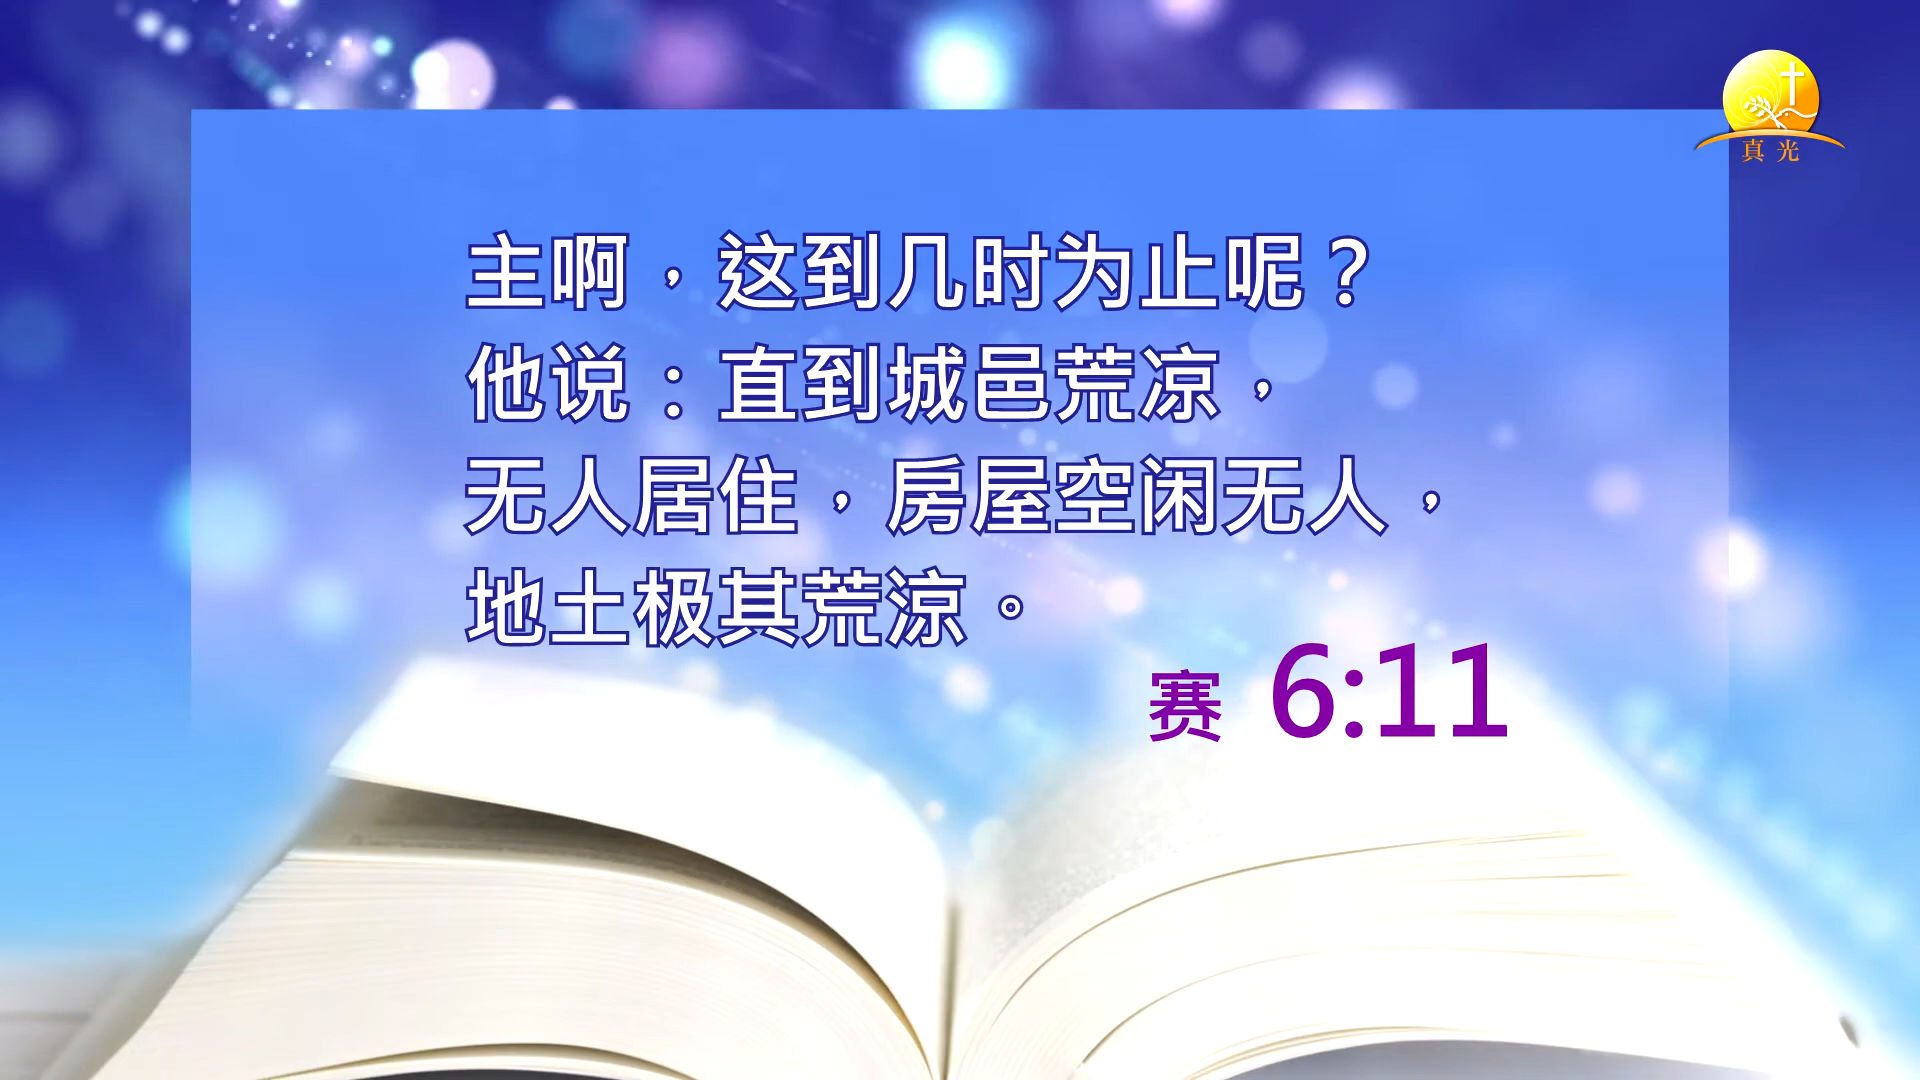 真光
主啊，这到几时为止呢？
他说：直到城邑荒凉，
无人居住，房屋空闲无人，
地土极其荒涼。
赛 6:11